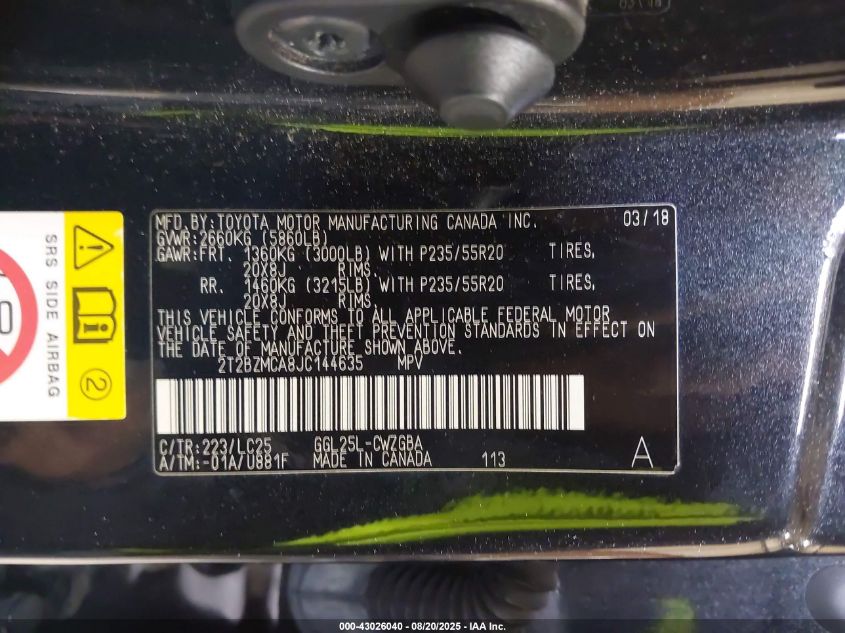 MFD.BY:TOYOTA MOTOR MANUFACTURING CANADA INC. 03/18
GVWR:2660KG (5860LB)
GAWR:FRT. 1360KG (3000LB) WITH P235/55R20 TIRES,
20X8J RIMS.
RR. 1460KG (3215LB) WITH P235/55R20 TIRES,
20X8J RIMS.
THIS VEHICLE CONFORMS TO ALL APPLICABLE FEDERAL MOTOR
VEHICLE SAFETY AND THEFT PREVENTION STANDARDS IN EFFECT ON
THE DATE OF MANUFACTURE SHOWN ABOVE.
2T2BZMCA8JC144635 MPV
C/TR:223/LC25 GGL25L-CWZGBA
A/TM:-01A/U881F MADE IN CANADA 113 A
SRS SIDE AIRBAG
2
000-43026040 - 08/20/2025 - IAA Inc.